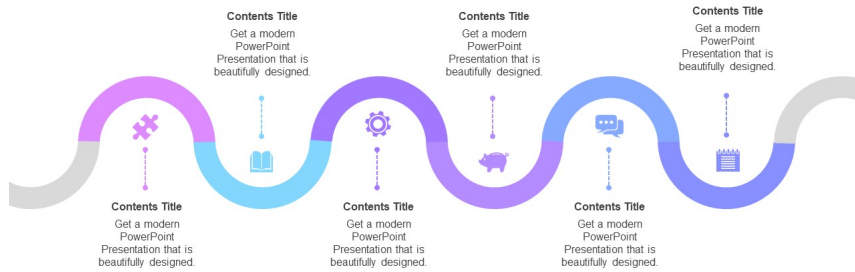 Contents Title
Get a modern
PowerPoint
Presentation that is
beautifully designed.
Contents Title
Get a modern
PowerPoint
Presentation that is
beautifully designed.
Contents Title
Get a modern
PowerPoint
Presentation that is
beautifully designed.
Contents Title
Get a modern
PowerPoint
Presentation that is
beautifully designed.
Contents Title
Get a modern
PowerPoint
Presentation that is
beautifully designed.
Contents Title
Get a modern
PowerPoint
Presentation that is
beautifully designed.